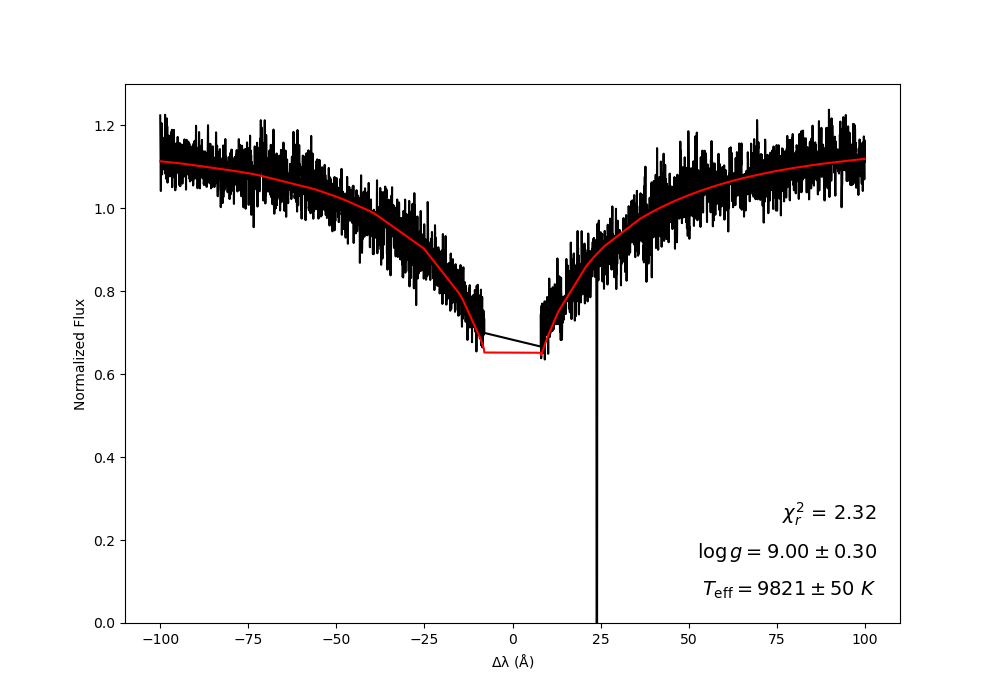 1.2
1.0
0.8
0.6
0.4
0.2
0.0
Normalized Flux
χ²ᵣ = 2.32
log g = 9.00 ± 0.30
T_eff = 9821 ± 50 K
−100 −75 −50 −25 0 25 50 75 100
Δλ (Å)